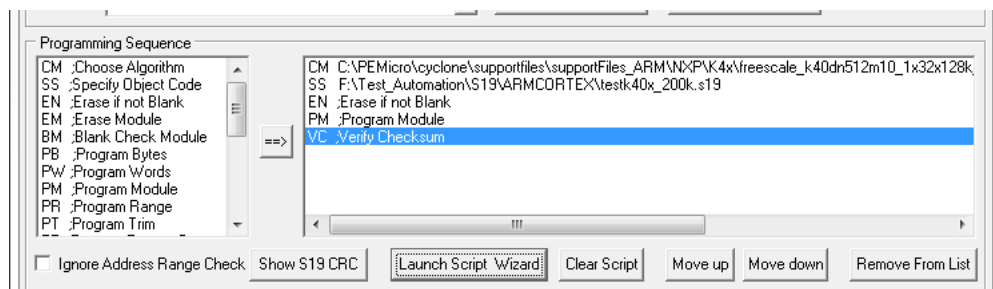 Programming Sequence
CM ;Choose Algorithm
SS ;Specify Object Code
EN ;Erase if not Blank
EM ;Erase Module
BM ;Blank Check Module
PB ;Program Bytes
PW ;Program Words
PM ;Program Module
PR ;Program Range
PT ;Program Trim
==>
CM C:\PEMicro\cyclone\supportfiles\supportFiles_ARM\NXP\K4x\freescale_k40dn512m10_1x32x128k_
SS F:\Test_Automation\S19\ARMCORTEX\testk40x_200k.s19
EN ;Erase if not Blank
PM ;Program Module
VC ;Verify Checksum
Ignore Address Range Check
Show S19 CRC
Launch Script Wizard
Clear Script
Move up
Move down
Remove From List